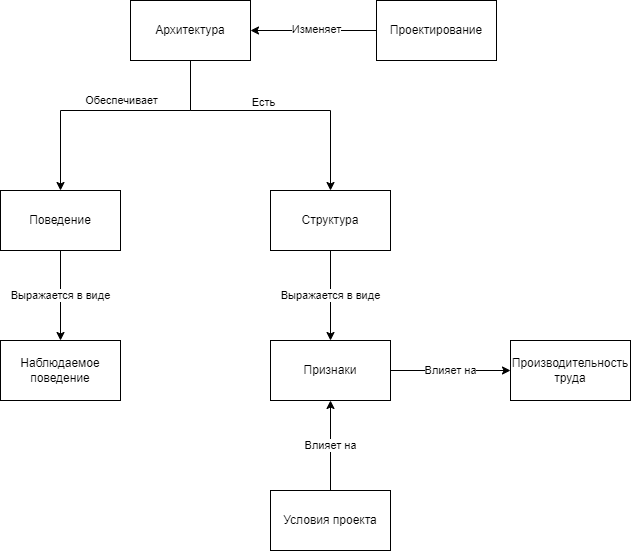 Архитектура
Изменяет
Проектирование
Обеспечивает
Есть
Поведение
Структура
Выражается в виде
Выражается в виде
Наблюдаемое
поведение
Признаки
Влияет на
Производительность
труда
Влияет на
Условия проекта